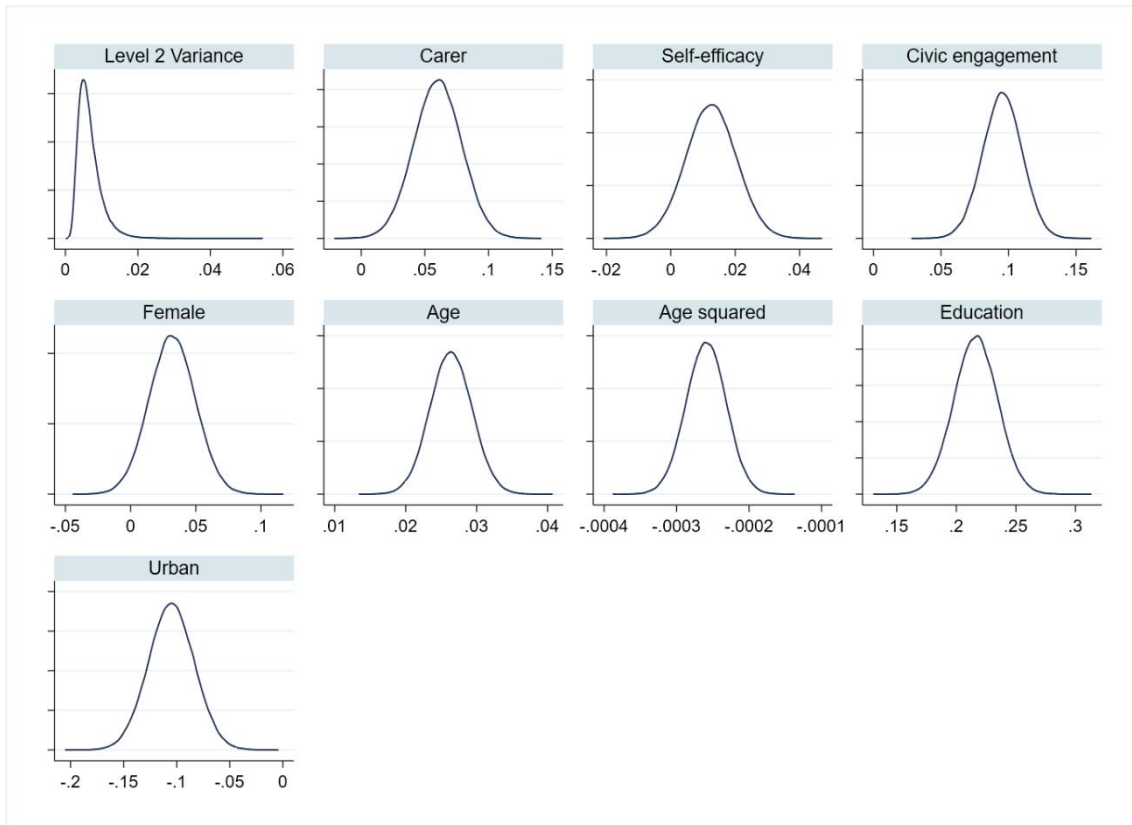 Level 2 Variance
0 .02 .04 .06
Carer
0 .05 .1 .15
Self-efficacy
-.02 0 .02 .04
Civic engagement
0 .05 .1 .15
Female
-.05 0 .05 .1
Age
.01 .02 .03 .04
Age squared
-.0004 -.0003 -.0002 -.0001
Education
.15 .2 .25 .3
Urban
-.2 -.15 -.1 -.05 0